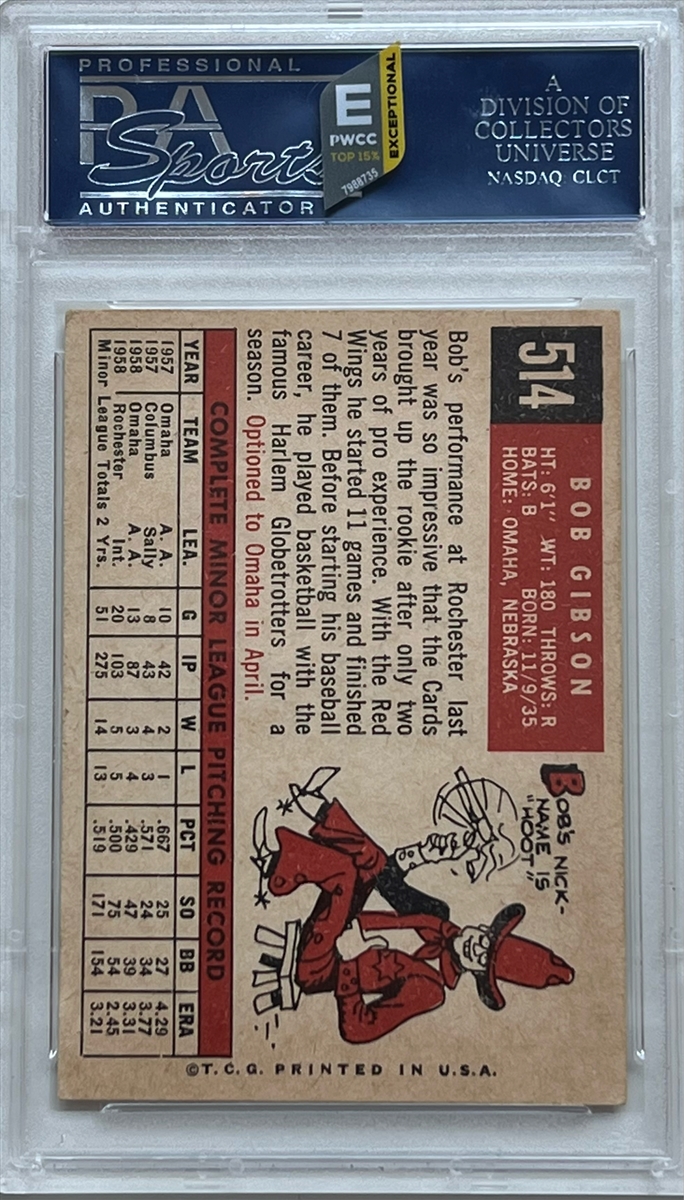 PROFESSIONAL
PSA
Sports
AUTHENTICATOR
E
PWCC
TOP 15%
EXCEPTIONAL
7988735
A
DIVISION OF
COLLECTORS
UNIVERSE
NASDAQ: CLCT
514
BOB GIBSON
HT: 6'1" WT: 180 THROWS: R
BATS: B BORN: 11/9/35
HOME: OMAHA, NEBRASKA
Bob's performance at Rochester last
year was so impressive that the Cards
brought up the rookie after only two
years of pro experience. With the Red
Wings he started 11 games and finished
7 of them. Before starting his baseball
career, he played basketball with the
famous Harlem Globetrotters for a
season. Optioned to Omaha in April.
BOB'S NICK-
NAME IS
"HOOT"
COMPLETE MINOR LEAGUE PITCHING RECORD
YEAR TEAM LEA. G IP W L PCT SO BB ERA
1957 Omaha A. A. 10 42 2 1 .667 25 27 4.29
1957 Columbus Sally 8 43 4 3 .571 24 34 3.77
1958 Omaha A. A. 13 87 3 4 .429 47 39 3.31
1958 Rochester Int. 20 103 5 5 .500 75 54 2.45
Minor League Totals 2 Yrs. 51 275 14 13 .519 171 154 3.21
©T. C. G. PRINTED IN U.S.A.